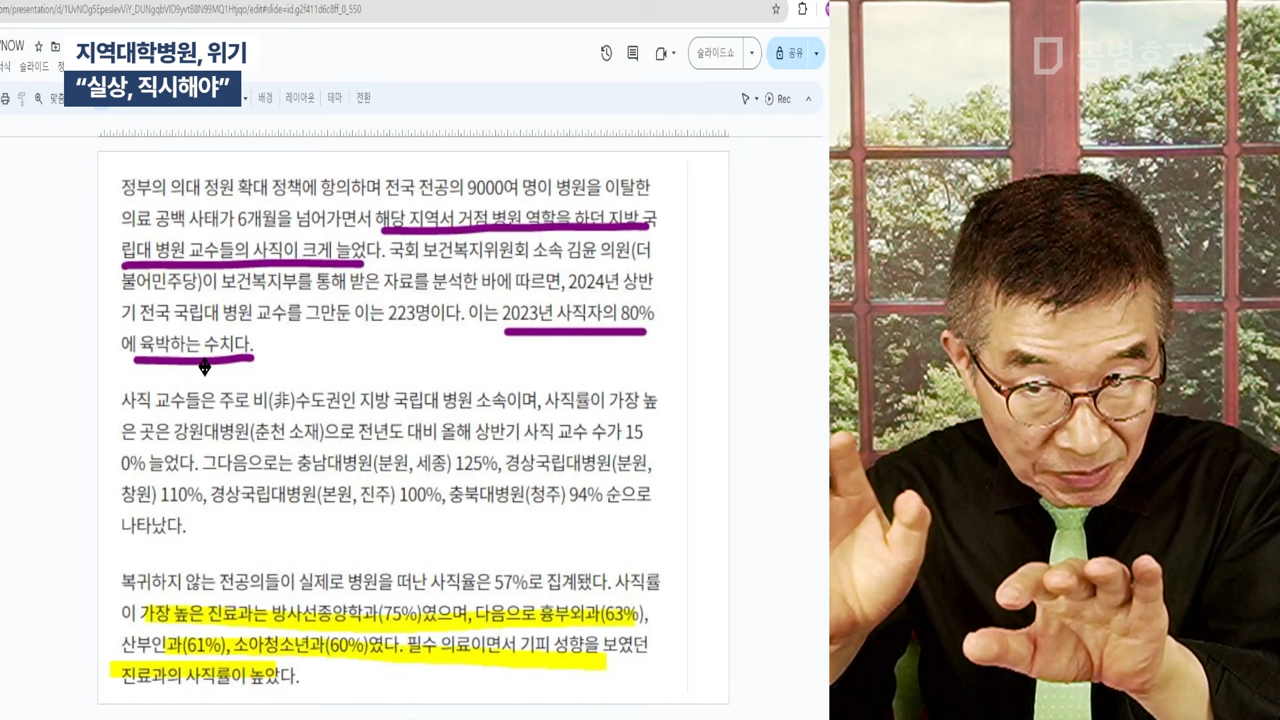 om/presentation/d/1UvNOg5EpeslevViY_DUNgqbVlD9yvtB8N99MQ1Htjqo/edit#slide=id.g2f411d6c8ff_0_550
지역대학병원, 위기
“실상, 직시해야”
NOW
서식 슬라이드
슬라이드쇼
공유
맞춤
배경
레이아웃
테마
전환
Rec
정부의 의대 정원 확대 정책에 항의하며 전국 전공의 9000여 명이 병원을 이탈한
의료 공백 사태가 6개월을 넘어가면서 해당 지역서 거점 병원 역할을 하던 지방 국
립대 병원 교수들의 사직이 크게 늘었다. 국회 보건복지위원회 소속 김윤 의원(더
불어민주당)이 보건복지부를 통해 받은 자료를 분석한 바에 따르면, 2024년 상반
기 전국 국립대 병원 교수를 그만둔 이는 223명이다. 이는 2023년 사직자의 80%
에 육박하는 수치다.
사직 교수들은 주로 비(非)수도권인 지방 국립대 병원 소속이며, 사직률이 가장 높
은 곳은 강원대병원(춘천 소재)으로 전년도 대비 올해 상반기 사직 교수 수가 15
0% 늘었다. 그다음으로는 충남대병원(분원, 세종) 125%, 경상국립대병원(분원,
창원) 110%, 경상국립대병원(본원, 진주) 100%, 충북대병원(청주) 94% 순으로
나타났다.
복귀하지 않는 전공의들이 실제로 병원을 떠난 사직율은 57%로 집계됐다. 사직률
이 가장 높은 진료과는 방사선종양학과(75%)였으며, 다음으로 흉부외과(63%),
산부인과(61%), 소아청소년과(60%)였다. 필수 의료이면서 기피 성향을 보였던
진료과의 사직률이 높았다.
공병호